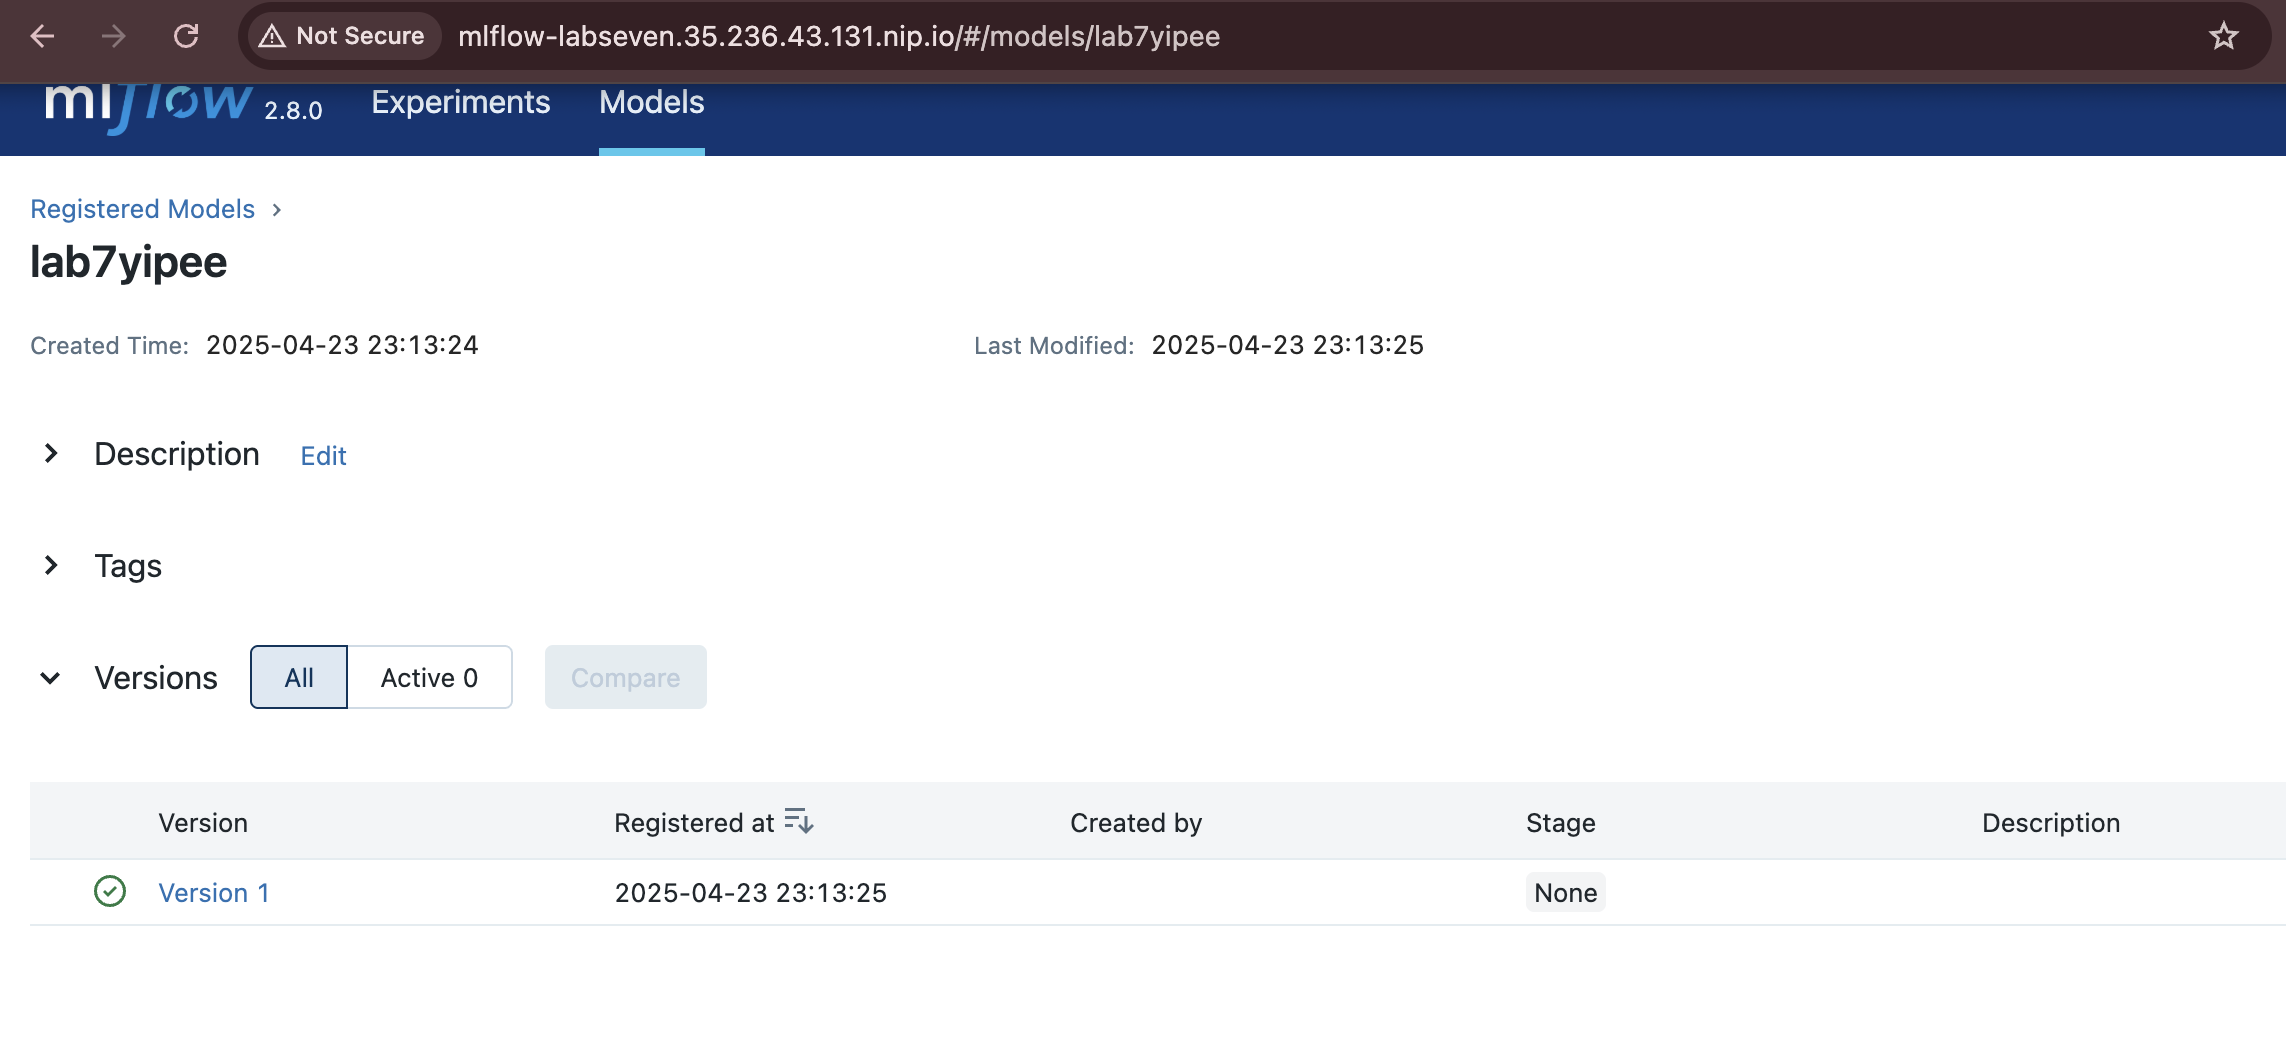 Not Secure mlflow-labseven.35.236.43.131.nip.io/#/models/lab7yipee
mlflow 2.8.0 Experiments Models
Registered Models
lab7yipee
Created Time: 2025-04-23 23:13:24 Last Modified: 2025-04-23 23:13:25
Description Edit
Tags
Versions All Active 0 Compare
Version Registered at Created by Stage Description
Version 1 2025-04-23 23:13:25 None